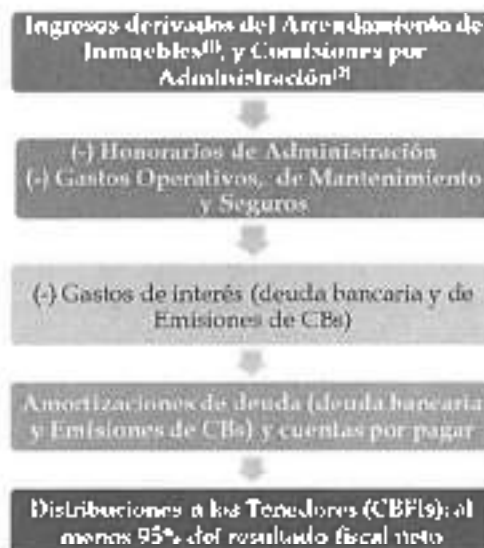 Ingresos derivados del Arrendamiento de
Inmuebles⁽¹⁾, y Comisiones por
Administración⁽²⁾
(-) Honorarios de Administración
(-) Gastos Operativos, de Mantenimiento
y Seguros
(-) Gastos de interés (deuda bancaria y de
Emisiones de CBs)
Amortizaciones de deuda (deuda bancaria
y Emisiones de CBs) y cuentas por pagar
Distribuciones a los Tenedores (CBFIs): al
menos 95% del resultado fiscal neto